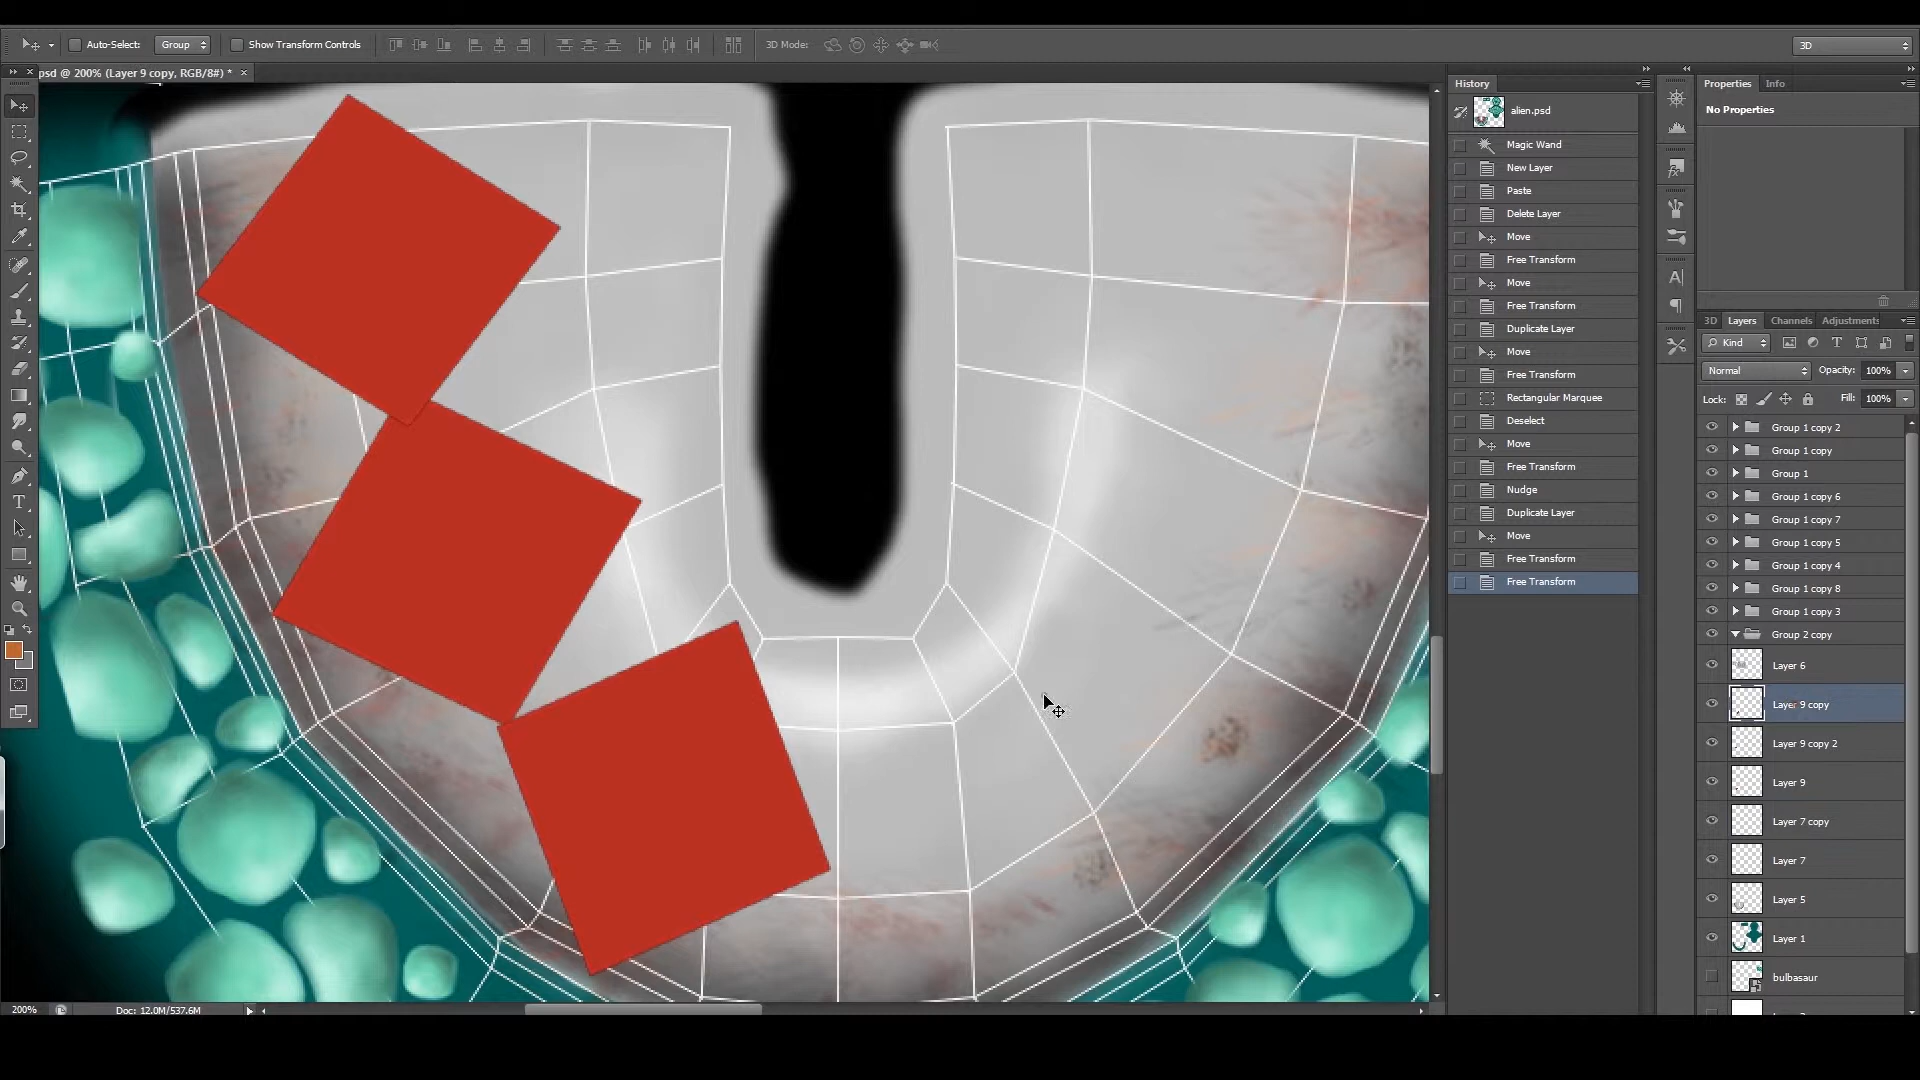 Auto-Select: Group Show Transform Controls 3D Mode: 3D
psd @ 200% (Layer 9 copy, RGB/8#) * ×
History
alien.psd
Magic Wand
New Layer
Paste
Delete Layer
Move
Free Transform
Move
Free Transform
Duplicate Layer
Move
Free Transform
Rectangular Marquee
Deselect
Move
Free Transform
Nudge
Duplicate Layer
Move
Free Transform
Free Transform
Properties Info
No Properties
3D Layers Channels Adjustments
Kind
Normal Opacity: 100%
Lock: Fill: 100%
Group 1 copy 2
Group 1 copy
Group 1
Group 1 copy 6
Group 1 copy 7
Group 1 copy 5
Group 1 copy 4
Group 1 copy 8
Group 1 copy 3
Group 2 copy
Layer 6
Layer 9 copy
Layer 9 copy 2
Layer 9
Layer 7 copy
Layer 7
Layer 5
Layer 1
bulbasaur
200% Doc: 12.0M/537.6M